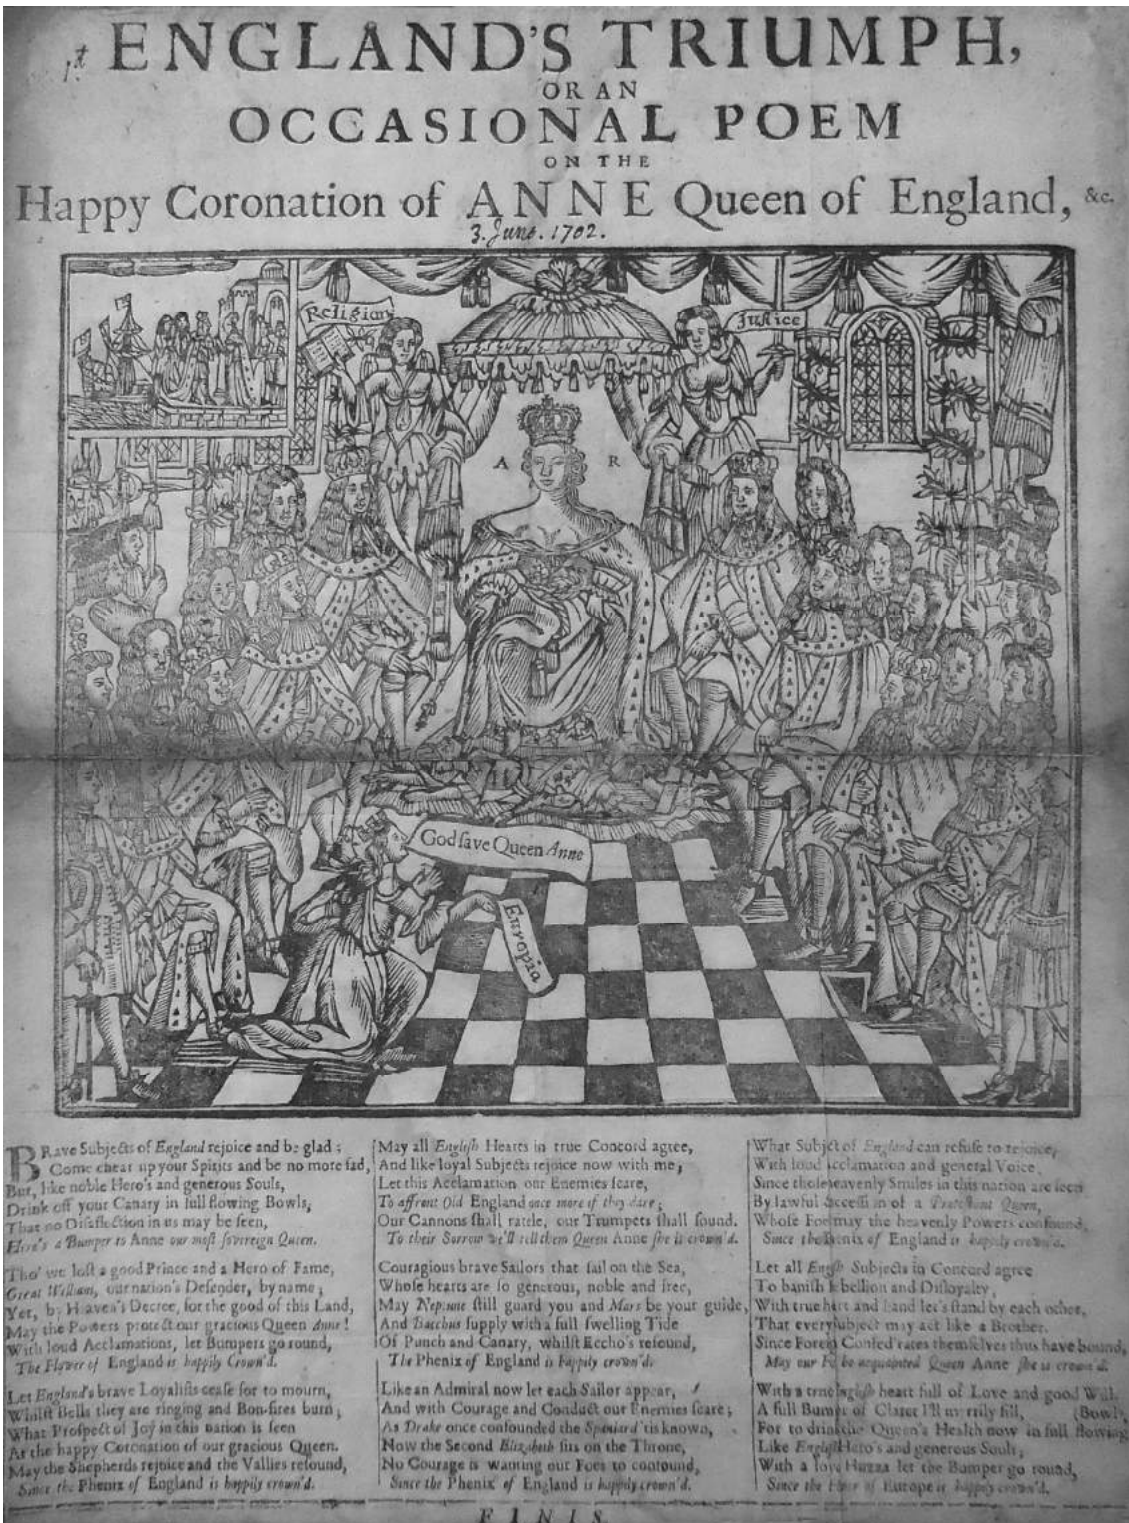 1st
ENGLAND'S TRIUMPH,
OR AN
OCCASIONAL POEM
ON THE
Happy Coronation of ANNE Queen of England, &c.
3. June. 1702.
Religion
Justice
A R
God save Queen Anne
Europia
BRave Subjects of England rejoice and be glad;
Come chear up your Spirits and be no more sad,
But, like noble Hero's and generous Souls,
Drink off your Canary in full flowing Bowls,
That no Disaffection in us may be seen,
Here's a Bumper to Anne our most sovereign Queen.
Tho' we lost a good Prince and a Hero of Fame,
Great William, our nation's Defender, by name;
Yet, by Heaven's Decree, for the good of this Land,
May the Powers protect our gracious Queen Anne!
With loud Acclamations, let Bumpers go round,
The Flower of England is happily Crown'd.
Let England's brave Loyalists cease for to mourn,
Whilst Bells they are ringing and Bonfires burn;
What Prospect of Joy in this nation is seen
At the happy Coronation of our gracious Queen.
May the Shepherds rejoice and the Vallies resound,
Since the Phenix of England is happily crown'd.
May all English Hearts in true Concord agree,
And like loyal Subjects rejoice now with me,
Let this Acclamation our Enemies scare,
To affront Old England once more if they dare;
Our Cannons shall rattle, our Trumpets shall sound.
To their Sorrow we'll tell them Queen Anne she is crown'd.
Couragious brave Sailors that sail on the Sea,
Whose hearts are so generous, noble and free,
May Neptune still guard you and Mars be your guide,
And Bacchus supply with a full swelling Tide
Of Punch and Canary, whilst Eccho's resound,
The Phenix of England is happily crown'd.
Like an Admiral now let each Sailor appear,
And with Courage and Conduct our Enemies scare;
As Drake once confounded the Spaniard 'tis known,
Now the Second Elizabeth sits on the Throne,
No Courage is wanting our Foes to confound,
Since the Phenix of England is happily crown'd.
What Subject of England can refuse to rejoice,
With loud Acclamation and general Voice,
Since those heavenly Smiles in this nation are seen
By lawful Accession of a Protestant Queen,
Whose Foe may the heavenly Powers confound,
Since the Phenix of England is happily crown'd.
Let all English Subjects in Concord agree
To banish Rebellion and Disloyalty,
With true heart and hand let's stand by each other,
That every subject may act like a Brother.
Since Foreign Confed'rates themselves thus have bound,
May our Fo be acquainted Queen Anne she is crown'd.
With a true English heart full of Love and good Will,
A full Bumper of Claret I'll merrily fill, (Bowls,
For to drink the Queen's Health now in full flowing
Like English Hero's and generous Souls;
With a Huzza let the Bumper go round,
Since the of Europe is happily crown'd.
FINIS.